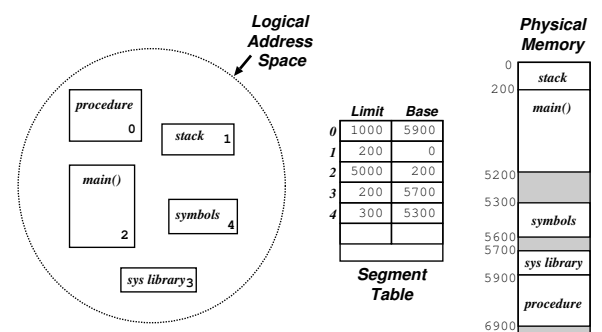 Logical
Address
Space
procedure
0
stack 1
main()
2
symbols
4
sys library 3
Limit Base
0 1000 5900
1 200 0
2 5000 200
3 200 5700
4 300 5300
Segment
Table
Physical
Memory
0
stack
200
main()
5200
5300
symbols
5600
5700
sys library
5900
procedure
6900